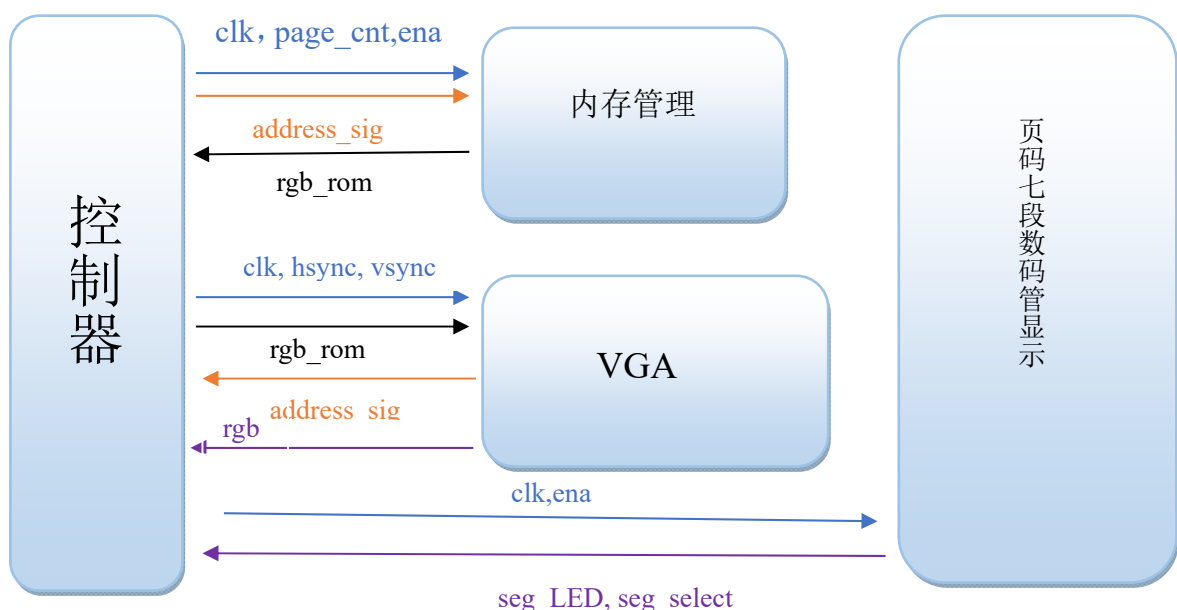 控制器
clk，page_cnt,ena
内存管理
address_sig
rgb_rom
clk, hsync, vsync
rgb_rom
VGA
address_sig
rgb
页码七段数码管显示
clk,ena
seg_LED, seg_select